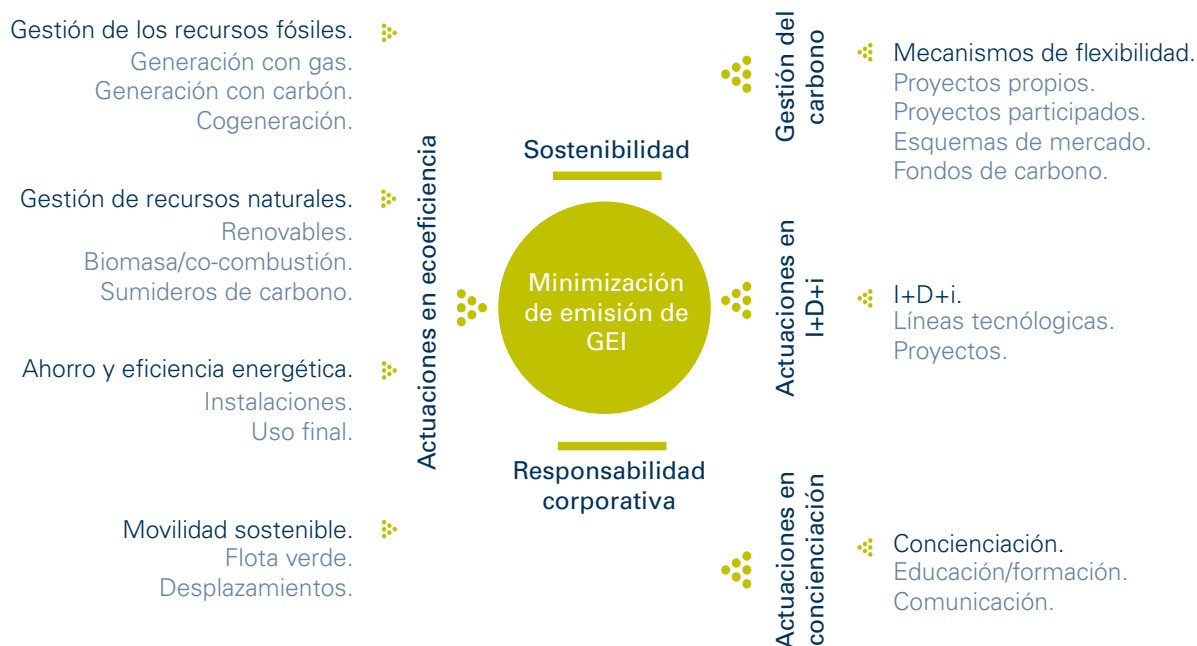 Gestión de los recursos fósiles.
Generación con gas.
Generación con carbón.
Cogeneración.
Gestión de recursos naturales.
Renovables.
Biomasa/co-combustión.
Sumideros de carbono.
Ahorro y eficiencia energética.
Instalaciones.
Uso final.
Movilidad sostenible.
Flota verde.
Desplazamientos.
Actuaciones en ecoeficiencia
Sostenibilidad
Minimización
de emisión de
GEI
Responsabilidad
corporativa
Gestión del
carbono
Mecanismos de flexibilidad.
Proyectos propios.
Proyectos participados.
Esquemas de mercado.
Fondos de carbono.
Actuaciones en
I+D+i
I+D+i.
Líneas tecnólogicas.
Proyectos.
Actuaciones en
concienciación
Concienciación.
Educación/formación.
Comunicación.